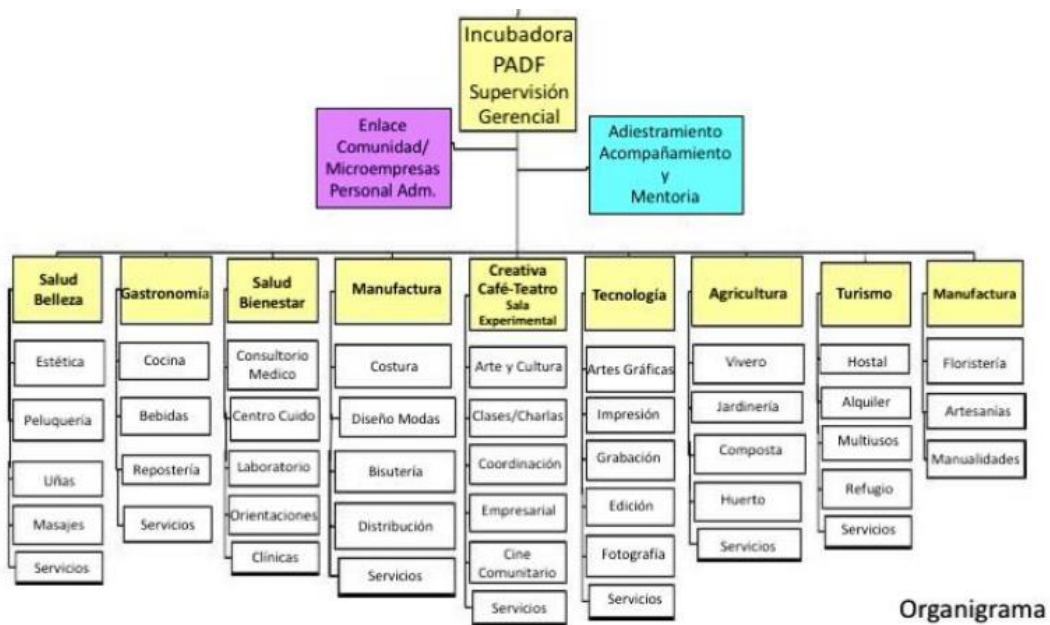 Incubadora
PADF
Supervisión
Gerencial
Enlace
Comunidad/
Microempresas
Personal Adm.
Adiestramiento
Acompañamiento
y
Mentoria
Salud
Belleza
Estética
Peluquería
Uñas
Masajes
Servicios
Gastronomía
Cocina
Bebidas
Repostería
Servicios
Salud
Bienestar
Consultorio
Medico
Centro Cuido
Laboratorio
Orientaciones
Clínicas
Manufactura
Costura
Diseño Modas
Bisutería
Distribución
Servicios
Creativa
Café-Teatro
Sala
Experimental
Arte y Cultura
Clases/Charlas
Coordinación
Empresarial
Cine
Comunitario
Servicios
Tecnología
Artes Gráficas
Impresión
Grabación
Edición
Fotografía
Servicios
Agricultura
Vivero
Jardinería
Composta
Huerto
Servicios
Turismo
Hostal
Alquiler
Multiusos
Refugio
Servicios
Manufactura
Floristería
Artesanías
Manualidades
Organigrama